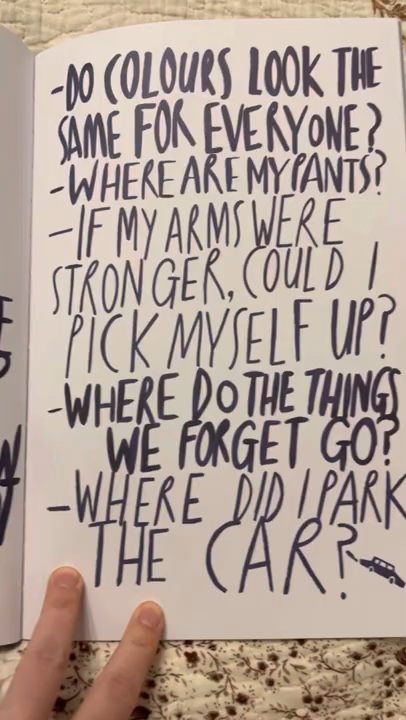 -DO COLOURS LOOK THE
SAME FOR EVERYONE?
-WHERE ARE MY PANTS?
-IF MY ARMS WERE
STRONGER, COULD I
PICK MYSELF UP?
-WHERE DO THE THINGS
WE FORGET GO?
-WHERE DID I PARK
THE CAR?